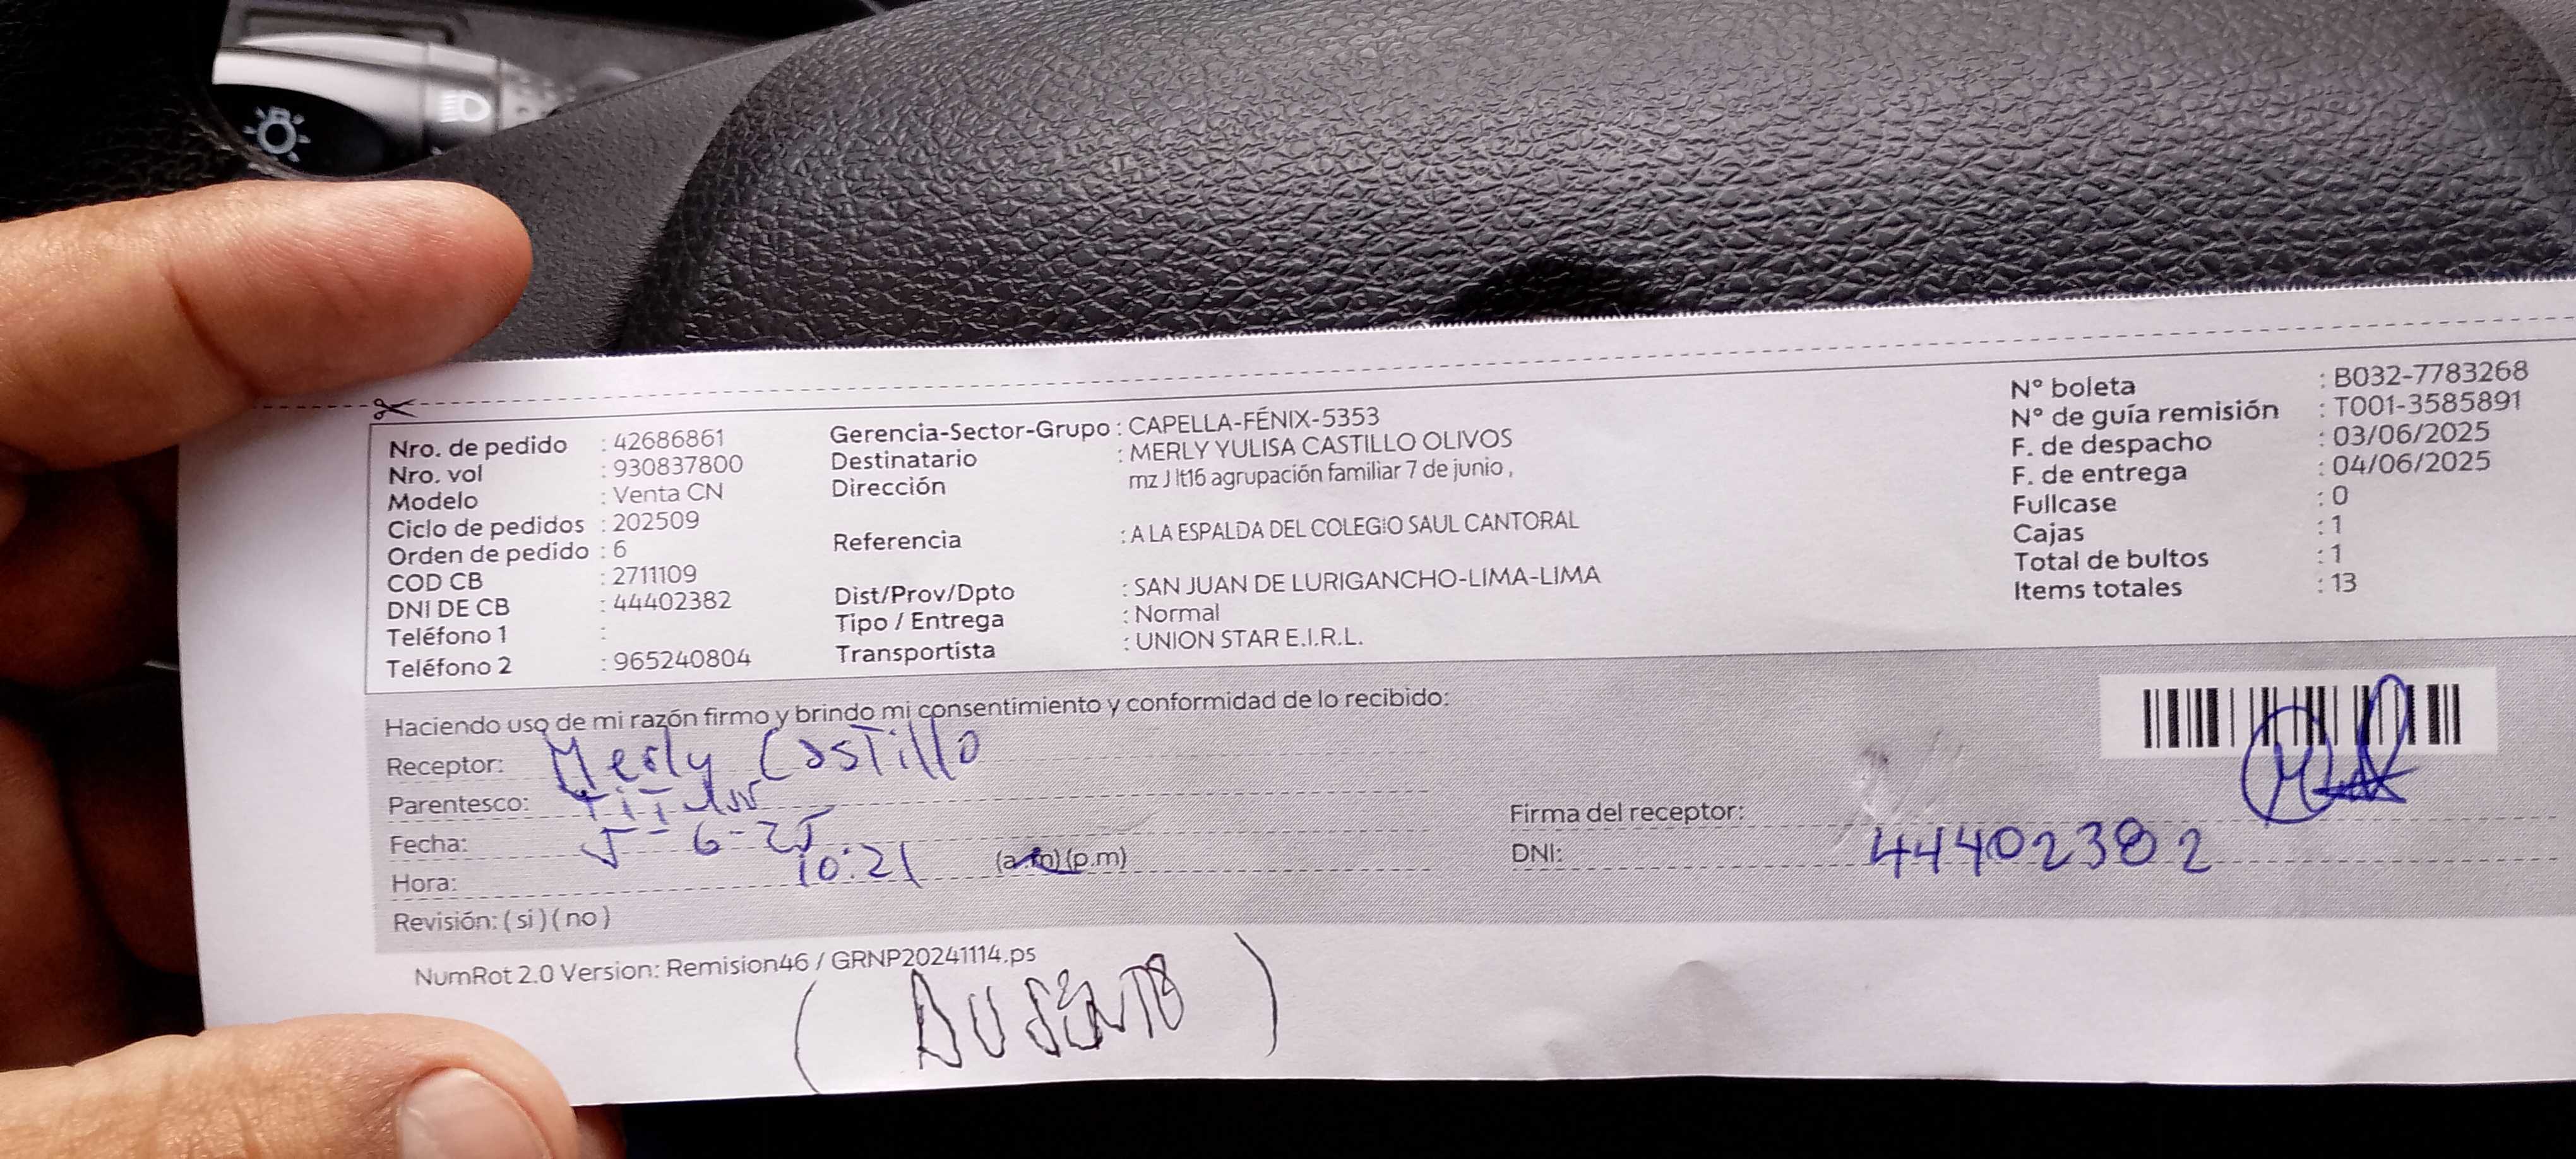 Nro. de pedido : 42686861
Nro. vol : 930837800
Modelo : Venta CN
Ciclo de pedidos : 202509
Orden de pedido : 6
COD CB : 2711109
DNI DE CB : 44402382
Teléfono 1 :
Teléfono 2 : 965240804
Gerencia-Sector-Grupo : CAPELLA-FÉNIX-5353
Destinatario : MERLY YULISA CASTILLO OLIVOS
Dirección mz J lt16 agrupación familiar 7 de junio ,
Referencia : A LA ESPALDA DEL COLEGIO SAUL CANTORAL
Dist/Prov/Dpto : SAN JUAN DE LURIGANCHO-LIMA-LIMA
Tipo / Entrega : Normal
Transportista : UNION STAR E.I.R.L.
N° boleta : B032-7783268
N° de guía remisión : T001-3585891
F. de despacho : 03/06/2025
F. de entrega : 04/06/2025
Fullcase : 0
Cajas : 1
Total de bultos : 1
Items totales : 13
Haciendo uso de mi razón firmo y brindo mi consentimiento y conformidad de lo recibido:
Receptor: Merly Castillo
Parentesco: Titular
Fecha: 5-6-25
Hora: 10:21 (a.m)(p.m)
Revisión: ( si ) ( no )
Firma del receptor:
DNI: 44402382
NumRot 2.0 Version: Remision46 / GRNP20241114.ps
(AUSENTE)